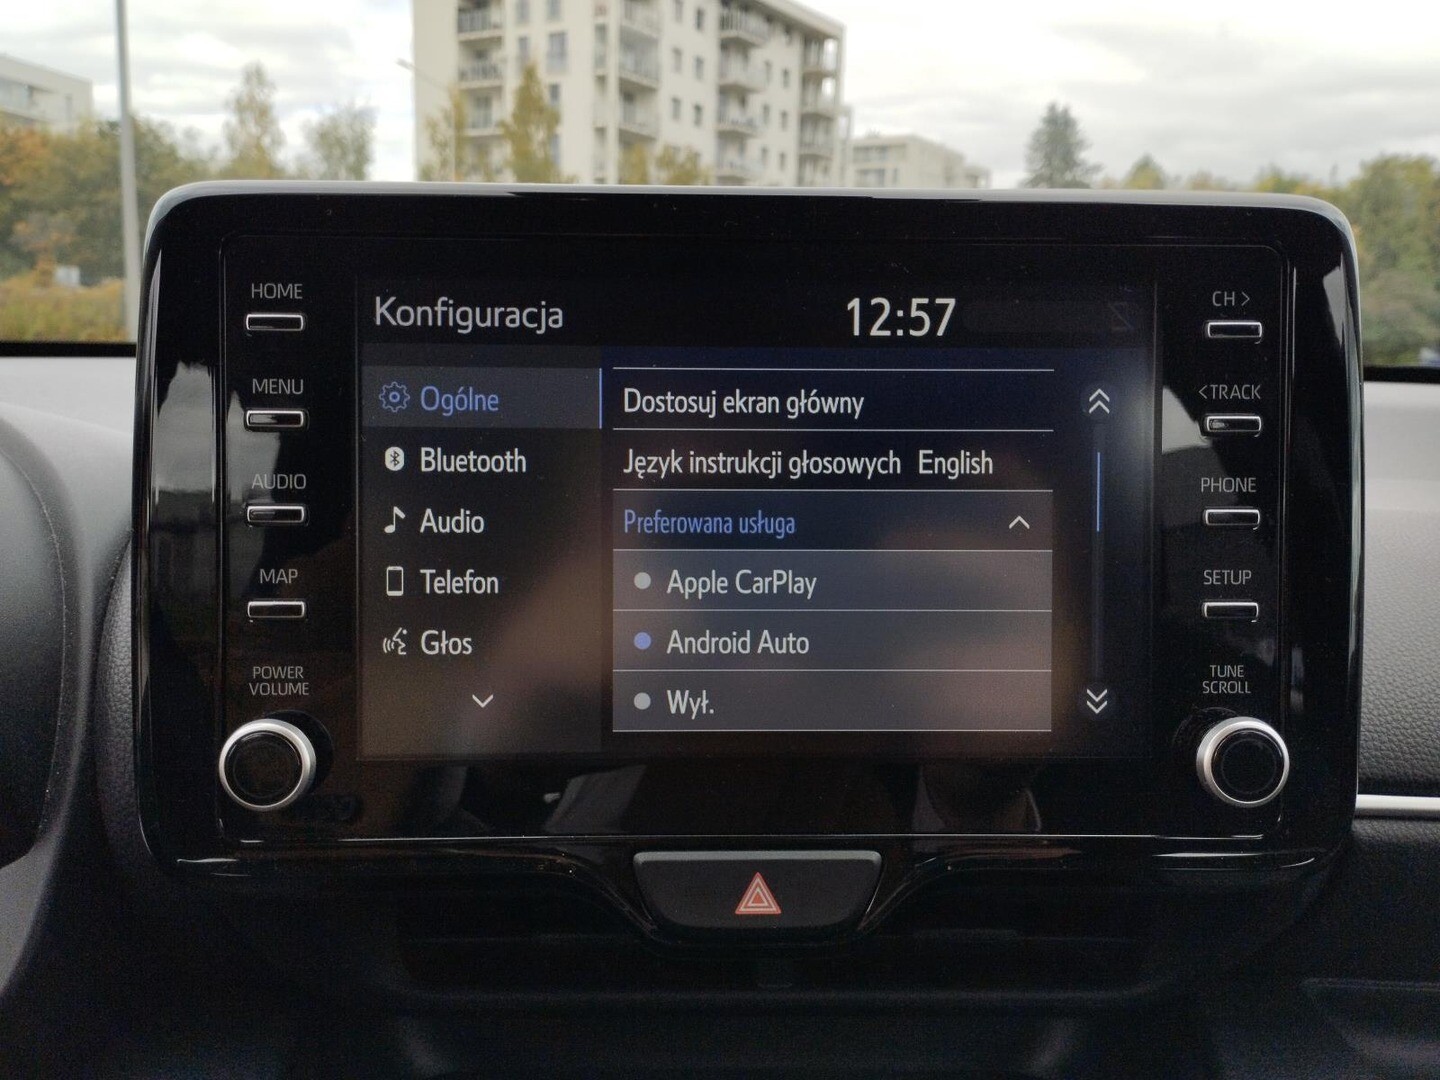 HOME
MENU
AUDIO
MAP
POWER
VOLUME
Konfiguracja
12:57
Ogólne
Bluetooth
Audio
Telefon
Głos
Dostosuj ekran główny
Język instrukcji głosowych English
Preferowana usługa
Apple CarPlay
Android Auto
Wył.
CH >
< TRACK
PHONE
SETUP
TUNE
SCROLL